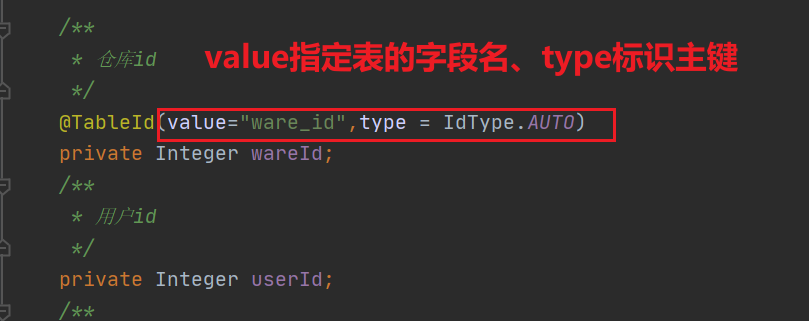 /**
* 仓库id
value指定表的字段名、type标识主键
*/
@TableId(value="ware_id",type = IdType.AUTO)
private Integer wareId;
/**
* 用户id
*/
private Integer userId;
/**